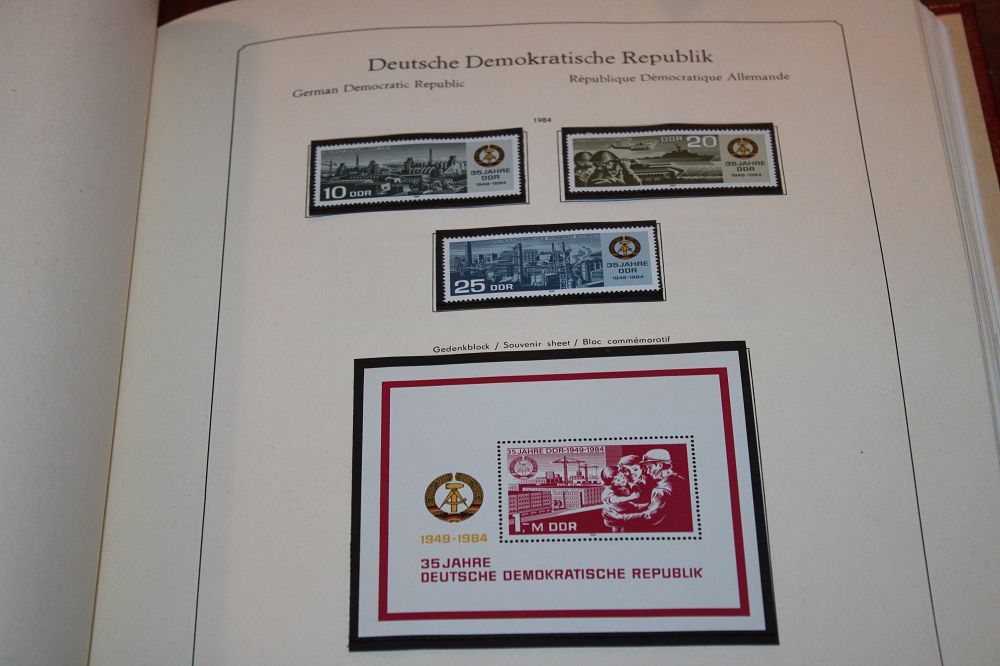 Deutsche Demokratische Republik
German Democratic Republic
République Démocratique Allemande
1984
10 DDR
35 JAHRE
DDR
1949-1984
DDR 20
35 JAHRE
DDR
1949-1984
25 DDR
35 JAHRE
DDR
1949-1984
Gedenkblock / Souvenir sheet / Bloc commémoratif
35 JAHRE DDR · 1949-1984
1,- M DDR
1949-1984
35 JAHRE
DEUTSCHE DEMOKRATISCHE REPUBLIK